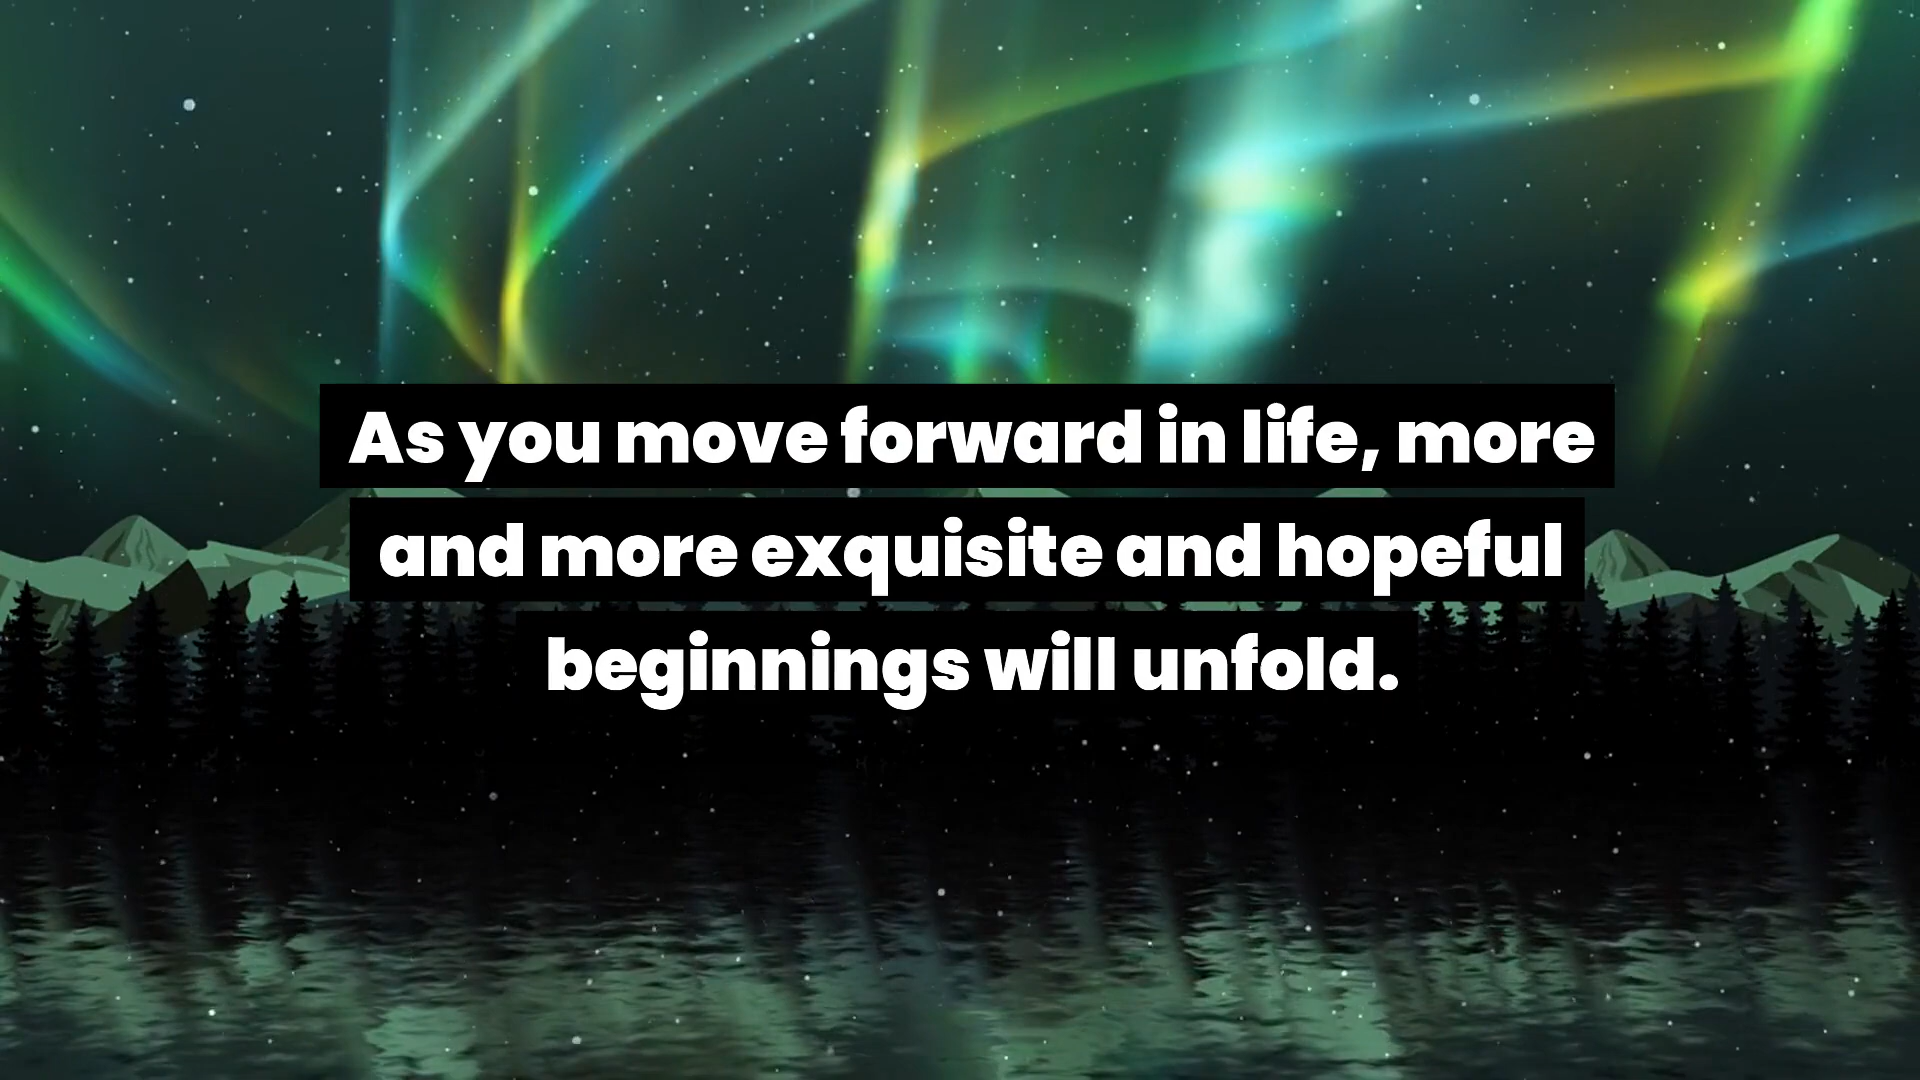 As you move forward in life, more
and more exquisite and hopeful
beginnings will unfold.